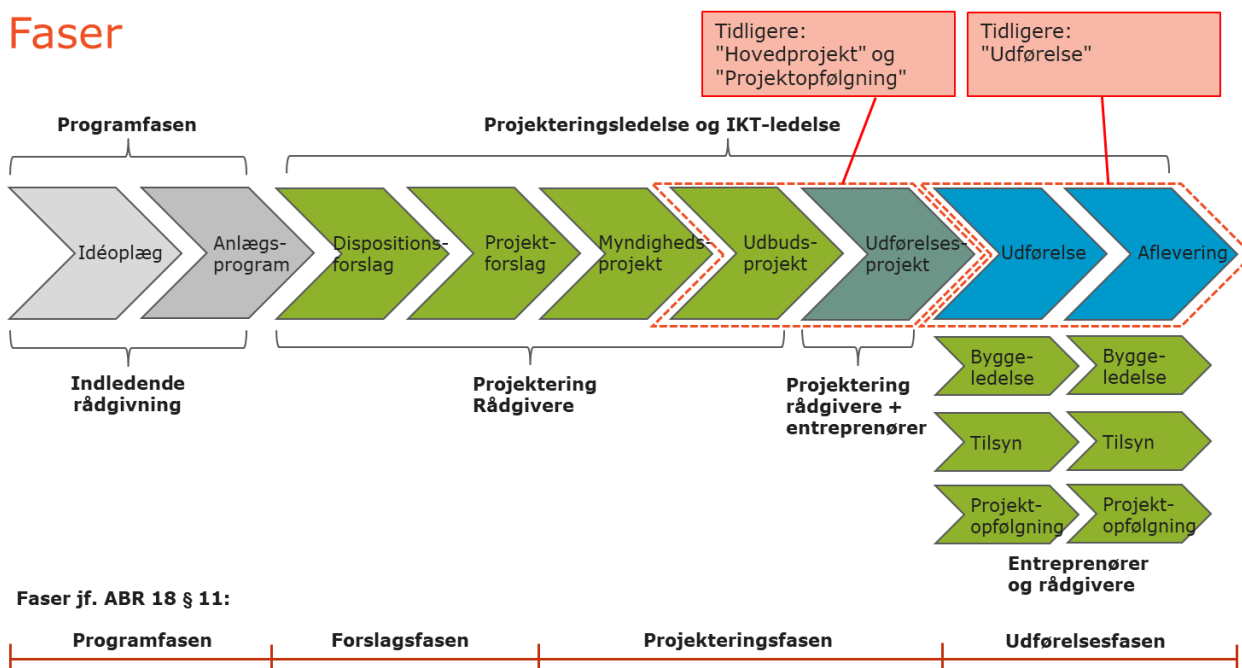 Faser
Tidligere:
"Hovedprojekt" og
"Projektopfølgning"
Tidligere:
"Udførelse"
Programfasen
Projekteringsledelse og IKT-ledelse
Idéoplæg
Anlægs-
program
Dispositions-
forslag
Projekt-
forslag
Myndigheds-
projekt
Udbuds-
projekt
Udførelses-
projekt
Udførelse
Aflevering
Indledende
rådgivning
Projektering
Rådgivere
Projektering
rådgivere +
entreprenører
Bygge-
ledelse
Bygge-
ledelse
Tilsyn
Tilsyn
Projekt-
opfølgning
Projekt-
opfølgning
Entreprenører
og rådgivere
Faser jf. ABR 18 § 11:
Programfasen
Forslagsfasen
Projekteringsfasen
Udførelsesfasen